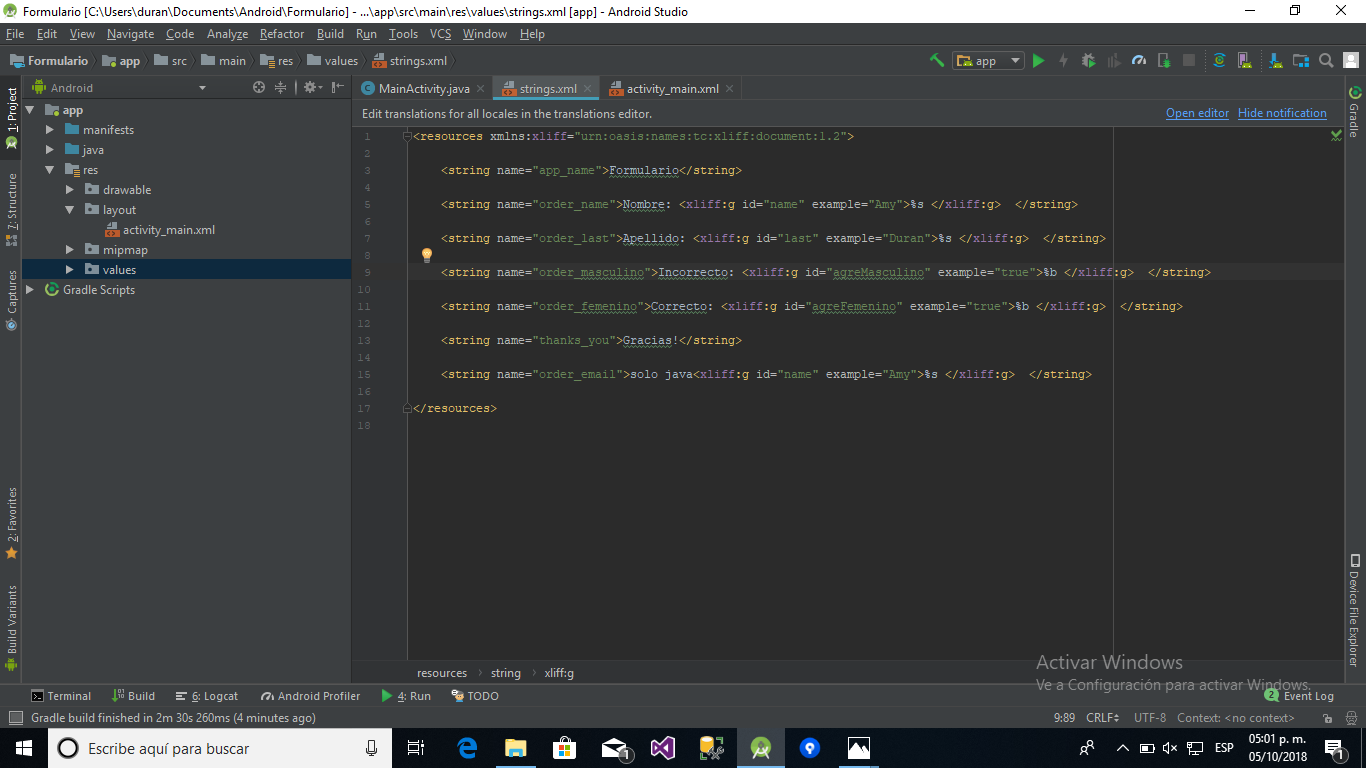 Formulario [C:\Users\duran\Documents\Android\Formulario] - ...\app\src\main\res\values\strings.xml [app] - Android Studio
File Edit View Navigate Code Analyze Refactor Build Run Tools VCS Window Help
Formulario app src main res values strings.xml app
Android MainActivity.java strings.xml activity_main.xml
Edit translations for all locales in the translations editor. Open editor Hide notification
1: Project
7: Structure
Captures
2: Favorites
Build Variants
app
manifests
java
res
drawable
layout
activity_main.xml
mipmap
values
Gradle Scripts
1 <resources xmlns:xliff="urn:oasis:names:tc:xliff:document:1.2">
2
3 <string name="app_name">Formulario</string>
4
5 <string name="order_name">Nombre: <xliff:g id="name" example="Amy">%s </xliff:g>  </string>
6
7 <string name="order_last">Apellido: <xliff:g id="last" example="Duran">%s </xliff:g>  </string>
8
9 <string name="order_masculino">Incorrecto: <xliff:g id="agreMasculino" example="true">%b </xliff:g>  </string>
10
11 <string name="order_femenino">Correcto: <xliff:g id="agreFemenino" example="true">%b </xliff:g>  </string>
12
13 <string name="thanks_you">Gracias!</string>
14
15 <string name="order_email">solo java<xliff:g id="name" example="Amy">%s </xliff:g>  </string>
16
17 </resources>
18
Gradle
Device File Explorer
resources string xliff:g
Activar Windows
Ve a Configuración para activar Windows.
Terminal Build 6: Logcat Android Profiler 4: Run TODO 2 Event Log
Gradle build finished in 2m 30s 260ms (4 minutes ago) 9:89 CRLF UTF-8 Context: <no context>
Escribe aquí para buscar 1 ESP 05:01 p. m. 1
05/10/2018